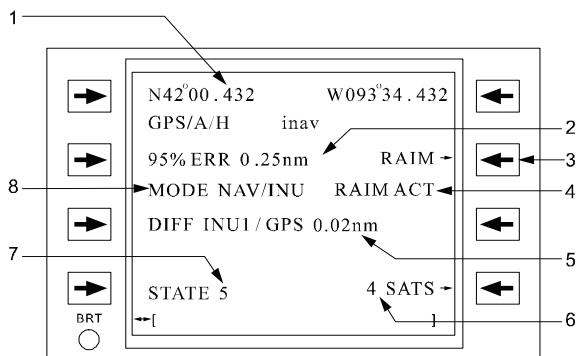 1
N42°00.432 W093°34.432
GPS/A/H inav
2
95% ERR 0.25nm RAIM
3
8 MODE NAV/INU RAIM ACT 4
DIFF INU1/GPS 0.02nm
7 5
STATE 5 4 SATS
6
BRT [ ]